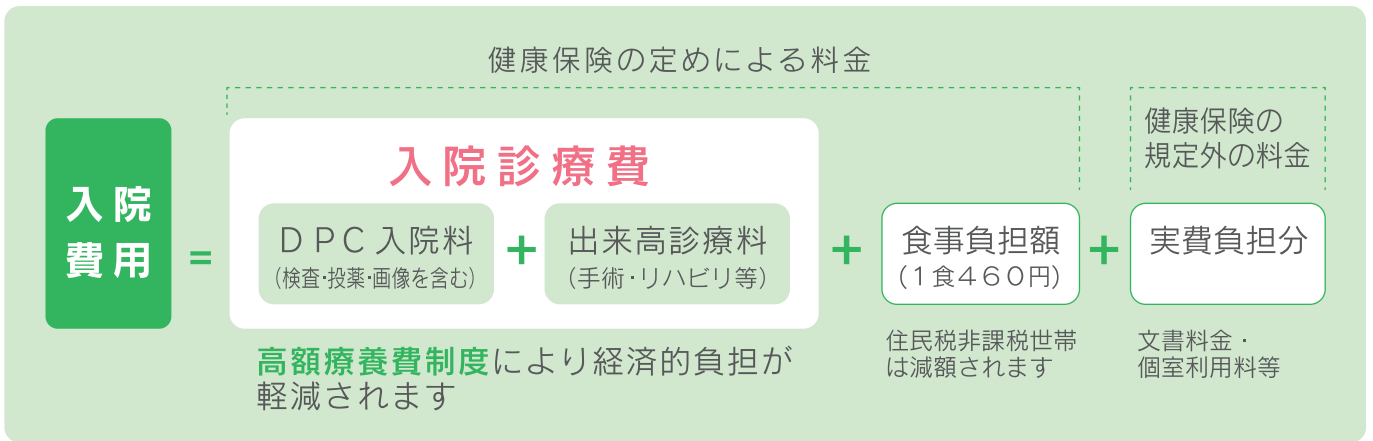 健康保険の定めによる料金
健康保険の
規定外の料金
入院
費用
=
入院診療費
ＤＰＣ入院料
（検査・投薬・画像を含む）
+
出来高診療料
（手術・リハビリ等）
+
食事負担額
（１食４６０円）
+
実費負担分
高額療養費制度により経済的負担が
軽減されます
住民税非課税世帯
は減額されます
文書料金・
個室利用料等